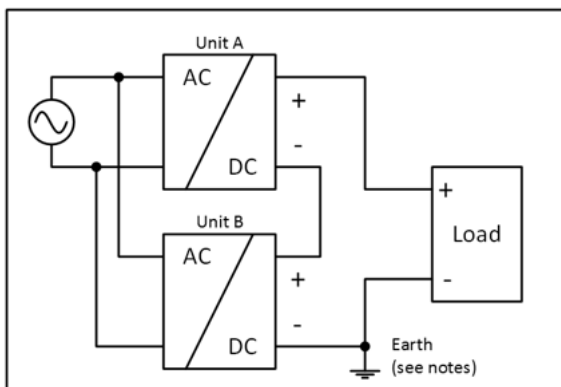 Unit A
AC
+
-
DC
+
Load
-
Unit B
AC
+
-
DC
Earth
(see notes)